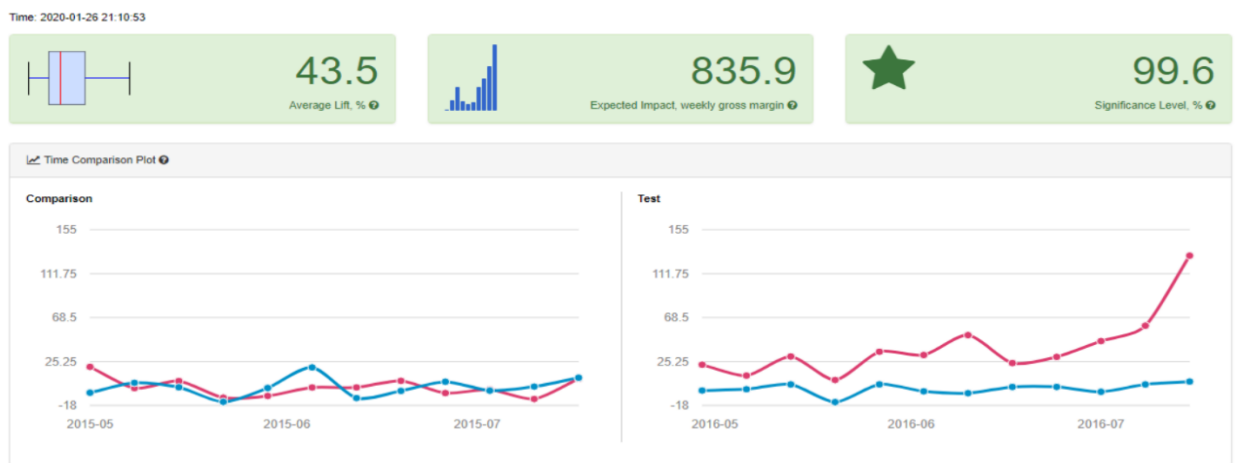 Time: 2020-01-26 21:10:53
43.5
Average Lift, %
835.9
Expected Impact, weekly gross margin
99.6
Significance Level, %
Time Comparison Plot
Comparison
155
111.75
68.5
25.25
-18
2015-05 2015-06 2015-07
Test
155
111.75
68.5
25.25
-18
2016-05 2016-06 2016-07